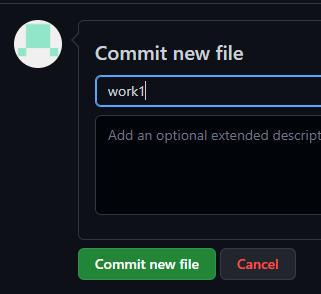 Commit new file
work1
Add an optional extended descript
Commit new file
Cancel